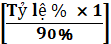 [Tỷ lệ % × 1]
90%